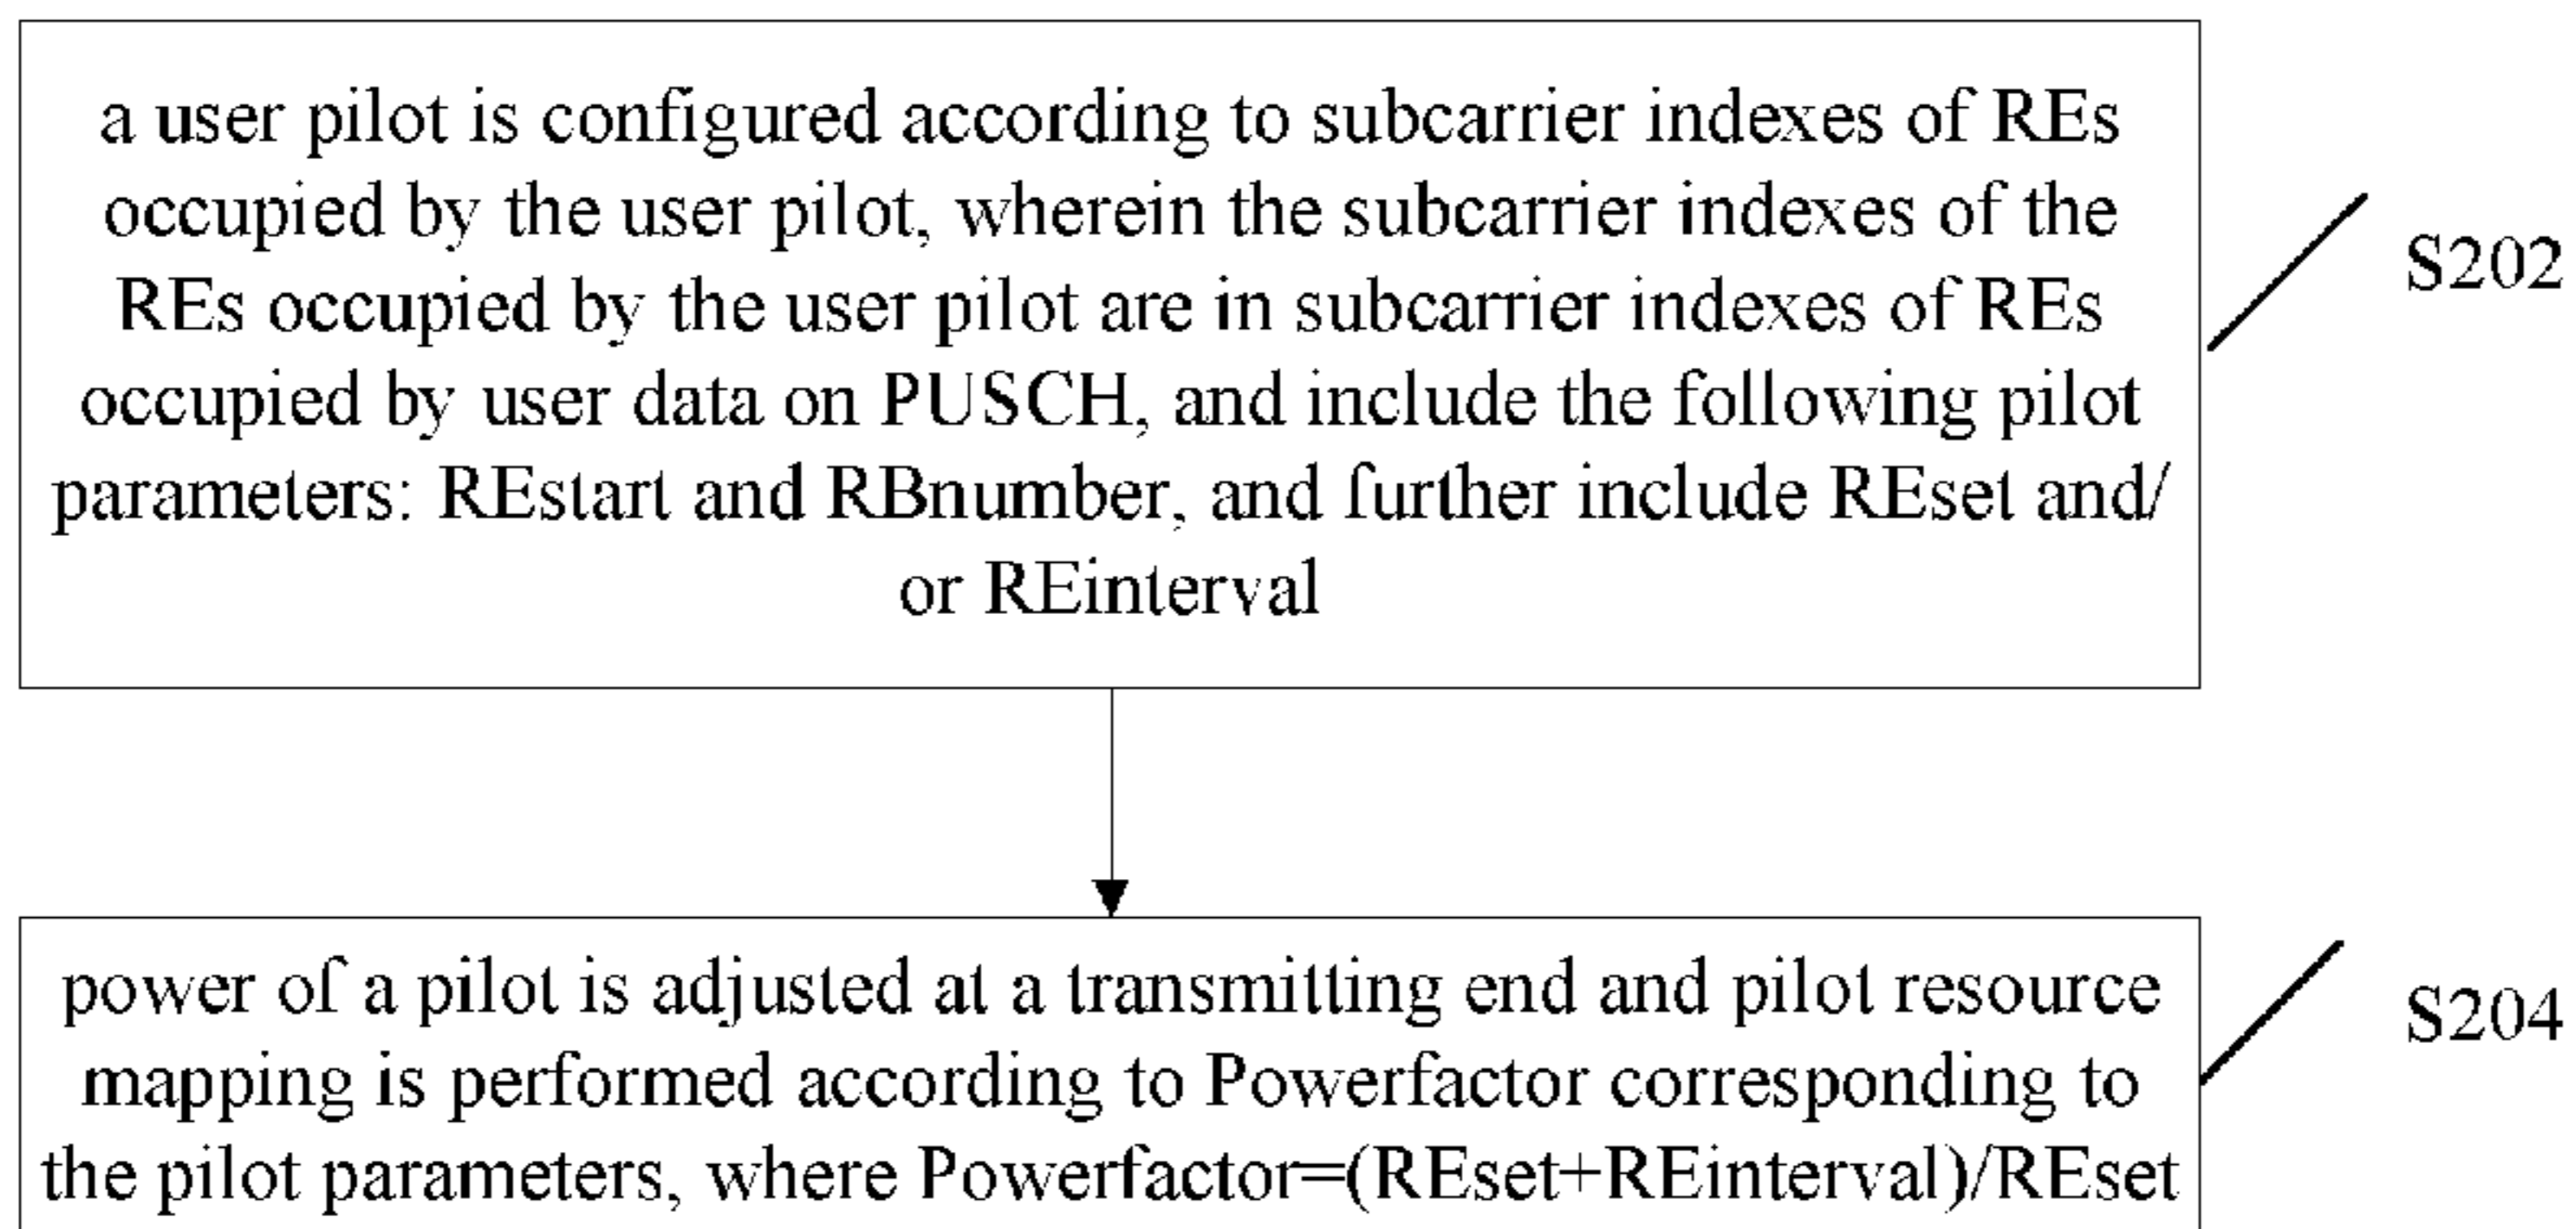 a user pilot is configured according to subcarrier indexes of REs
occupied by the user pilot, wherein the subcarrier indexes of the
REs occupied by the user pilot are in subcarrier indexes of REs
occupied by user data on PUSCH, and include the following pilot
parameters: REstart and RBnumber, and further include REset and/
or REinterval
S202
power of a pilot is adjusted at a transmitting end and pilot resource
mapping is performed according to Powerfactor corresponding to
the pilot parameters, where Powerfactor=(REset+REinterval)/REset
S204